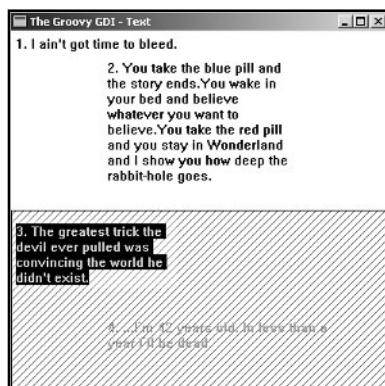 The Groovy GDI - Text
1. I ain't got time to bleed.
2. You take the blue pill and
the story ends.You wake in
your bed and believe
whatever you want to
believe.You take the red pill
and you stay in Wonderland
and I show you how deep the
rabbit-hole goes.
3. The greatest trick the
devil ever pulled was
convincing the world he
didn't exist.
4. ...I'm 42 years old. In less than a
year I'll be dead.